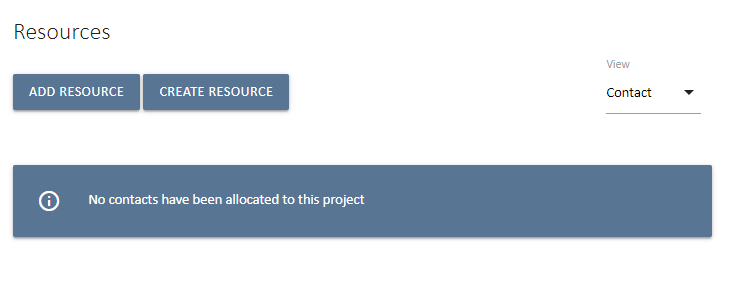 Resources
View
ADD RESOURCE
CREATE RESOURCE
Contact
No contacts have been allocated to this project